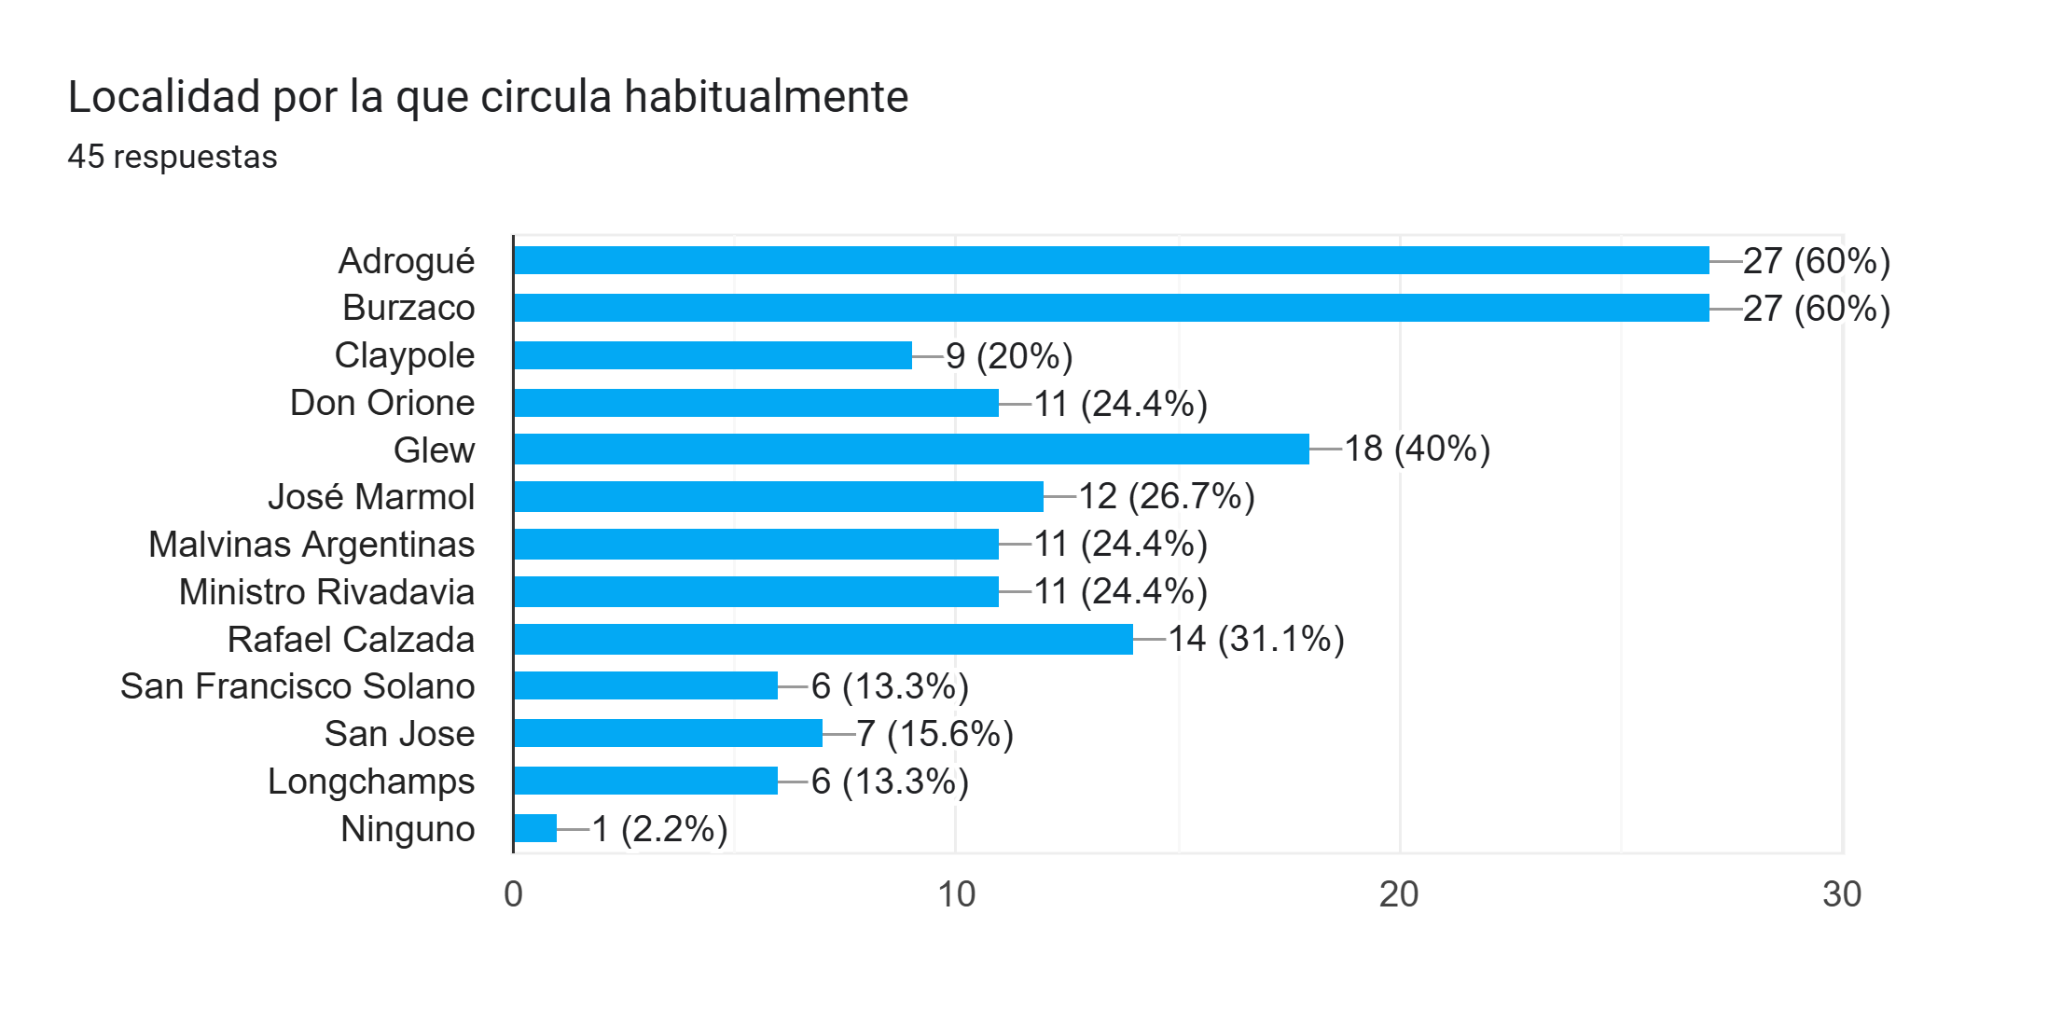 Localidad por la que circula habitualmente
45 respuestas
Adrogué 27 (60%)
Burzaco 27 (60%)
Claypole 9 (20%)
Don Orione 11 (24.4%)
Glew 18 (40%)
José Marmol 12 (26.7%)
Malvinas Argentinas 11 (24.4%)
Ministro Rivadavia 11 (24.4%)
Rafael Calzada 14 (31.1%)
San Francisco Solano 6 (13.3%)
San Jose 7 (15.6%)
Longchamps 6 (13.3%)
Ninguno 1 (2.2%)
0 10 20 30